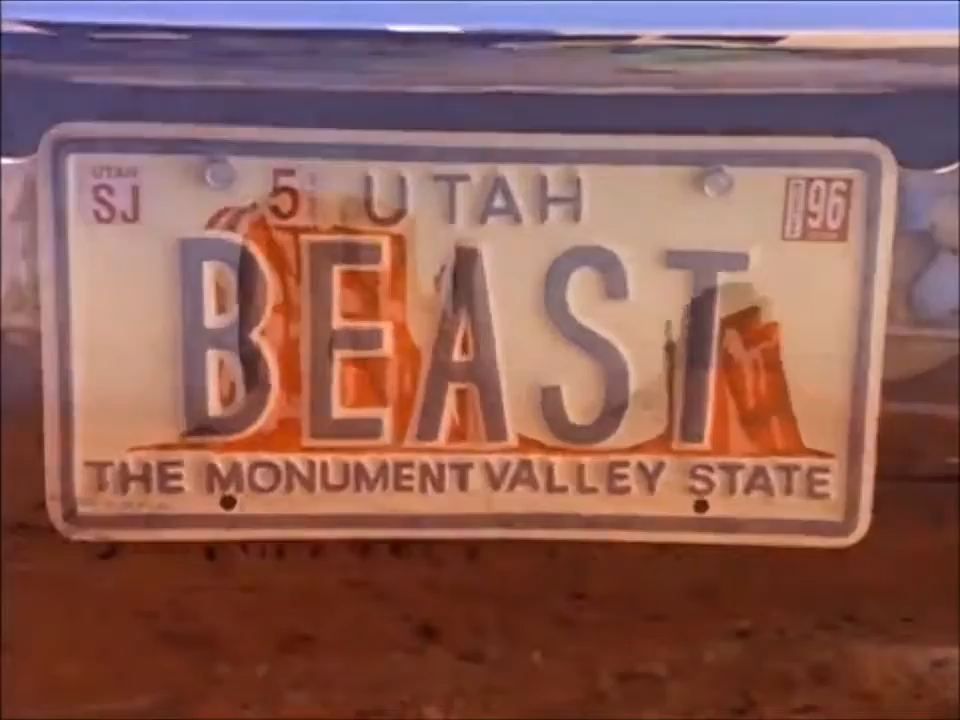 UTAH
SJ
5
UTAH
96
BEAST
THE MONUMENT VALLEY STATE